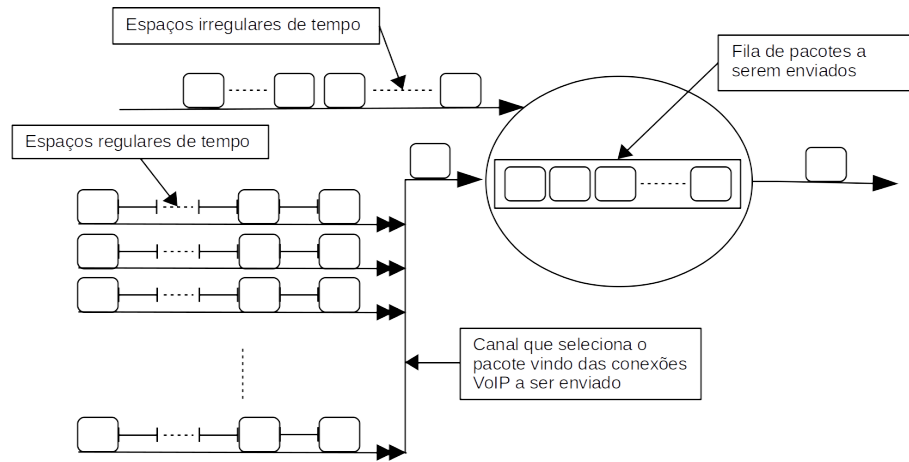 Espaços irregulares de tempo
Fila de pacotes a
serem enviados
Espaços regulares de tempo
Canal que seleciona o
pacote vindo das conexões
VoIP a ser enviado